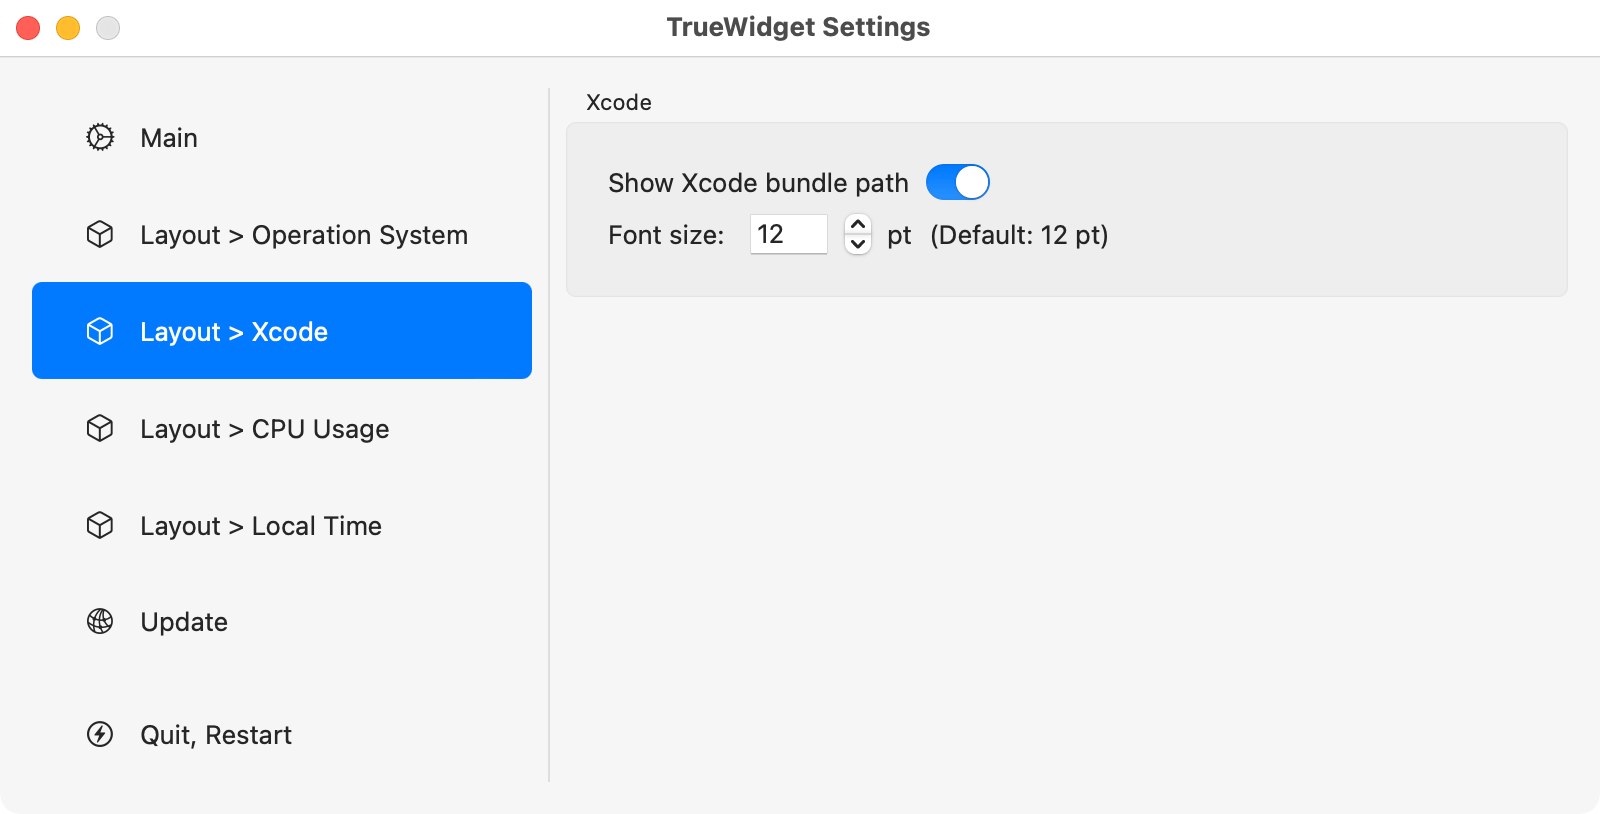 TrueWidget Settings
Main
Layout > Operation System
Layout > Xcode
Layout > CPU Usage
Layout > Local Time
Update
Quit, Restart
Xcode
Show Xcode bundle path
Font size: 12 pt (Default: 12 pt)